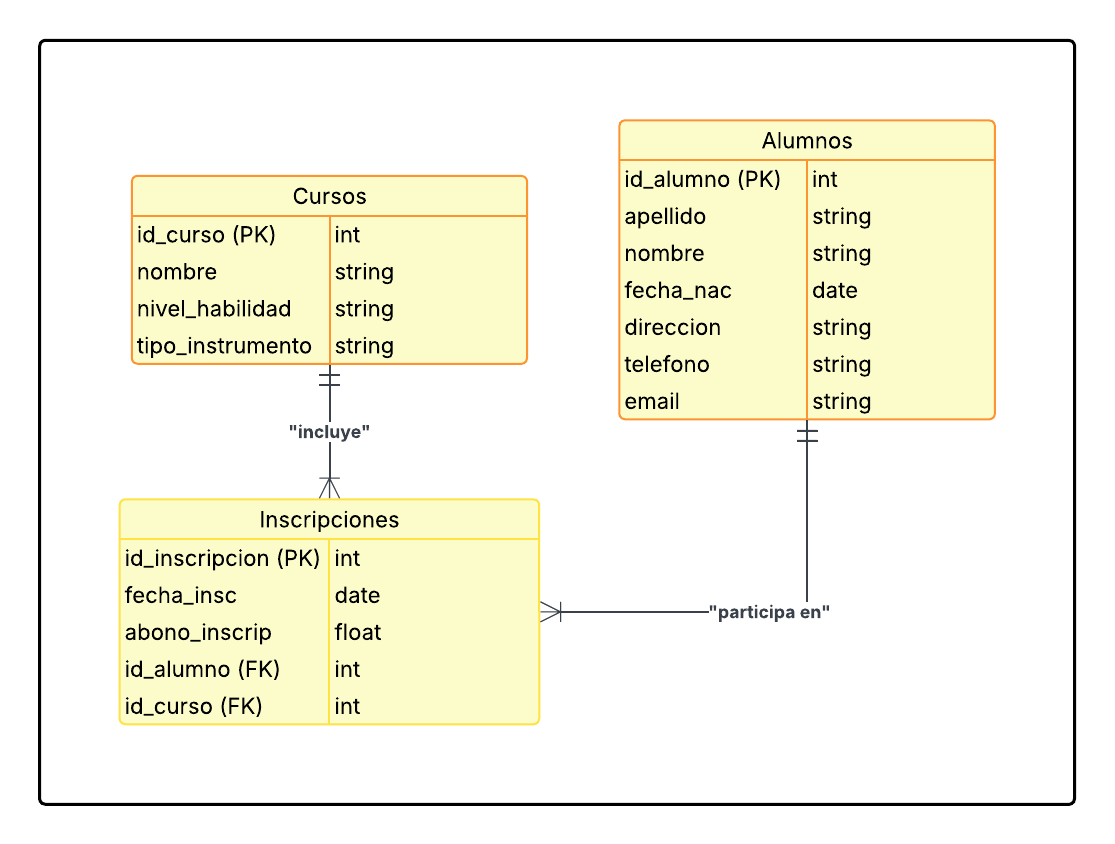 Cursos
id_curso (PK) int
nombre string
nivel_habilidad string
tipo_instrumento string
"incluye"
Inscripciones
id_inscripcion (PK) int
fecha_insc date
abono_inscrip float
id_alumno (FK) int
id_curso (FK) int
Alumnos
id_alumno (PK) int
apellido string
nombre string
fecha_nac date
direccion string
telefono string
email string
"participa en"